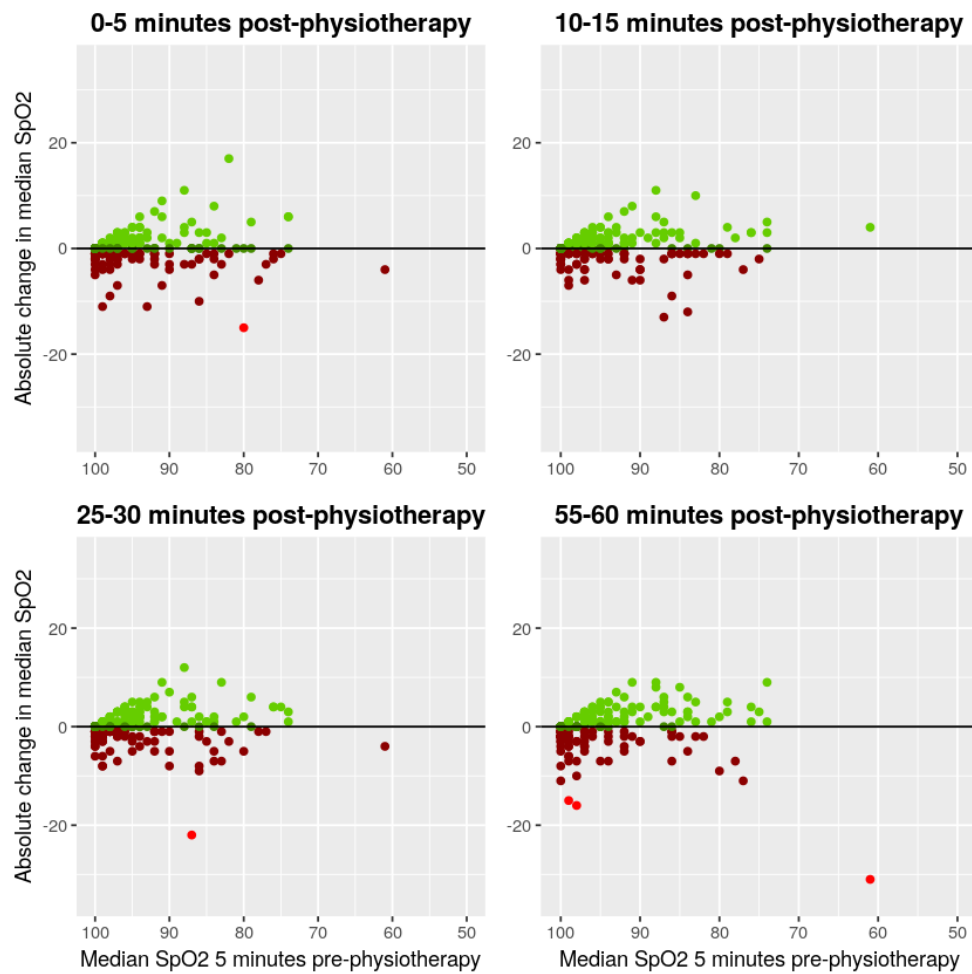 0-5 minutes post-physiotherapy
10-15 minutes post-physiotherapy
Absolute change in median SpO2
20
0
-20
100 90 80 70 60 50
20
0
-20
100 90 80 70 60 50
25-30 minutes post-physiotherapy
55-60 minutes post-physiotherapy
Absolute change in median SpO2
20
0
-20
100 90 80 70 60 50
Median SpO2 5 minutes pre-physiotherapy
20
0
-20
100 90 80 70 60 50
Median SpO2 5 minutes pre-physiotherapy